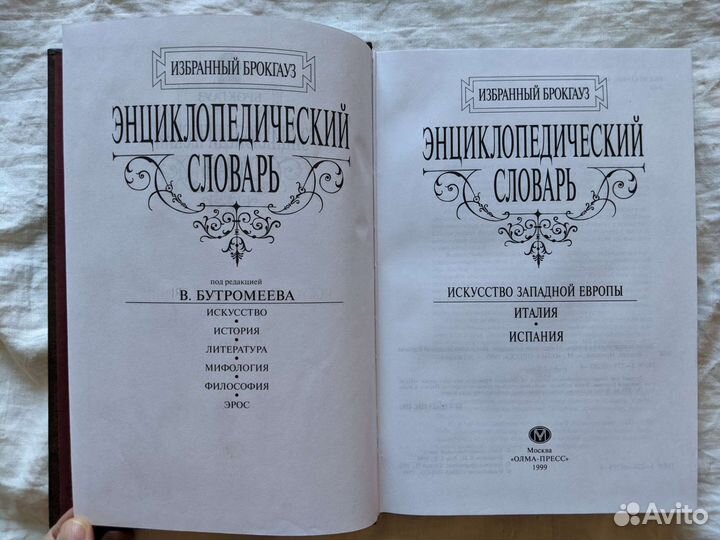 ИЗБРАННЫЙ БРОКГАУЗ
ЭНЦИКЛОПЕДИЧЕСКИЙ
СЛОВАРЬ
под редакцией
В. БУТРОМЕЕВА
ИСКУССТВО
•
ИСТОРИЯ
•
ЛИТЕРАТУРА
•
МИФОЛОГИЯ
•
ФИЛОСОФИЯ
•
ЭРОС
ИЗБРАННЫЙ БРОКГАУЗ
ЭНЦИКЛОПЕДИЧЕСКИЙ
СЛОВАРЬ
ИСКУССТВО ЗАПАДНОЙ ЕВРОПЫ
•
ИТАЛИЯ
•
ИСПАНИЯ
М
Москва
«ОЛМА-ПРЕСС»
1999
Avito